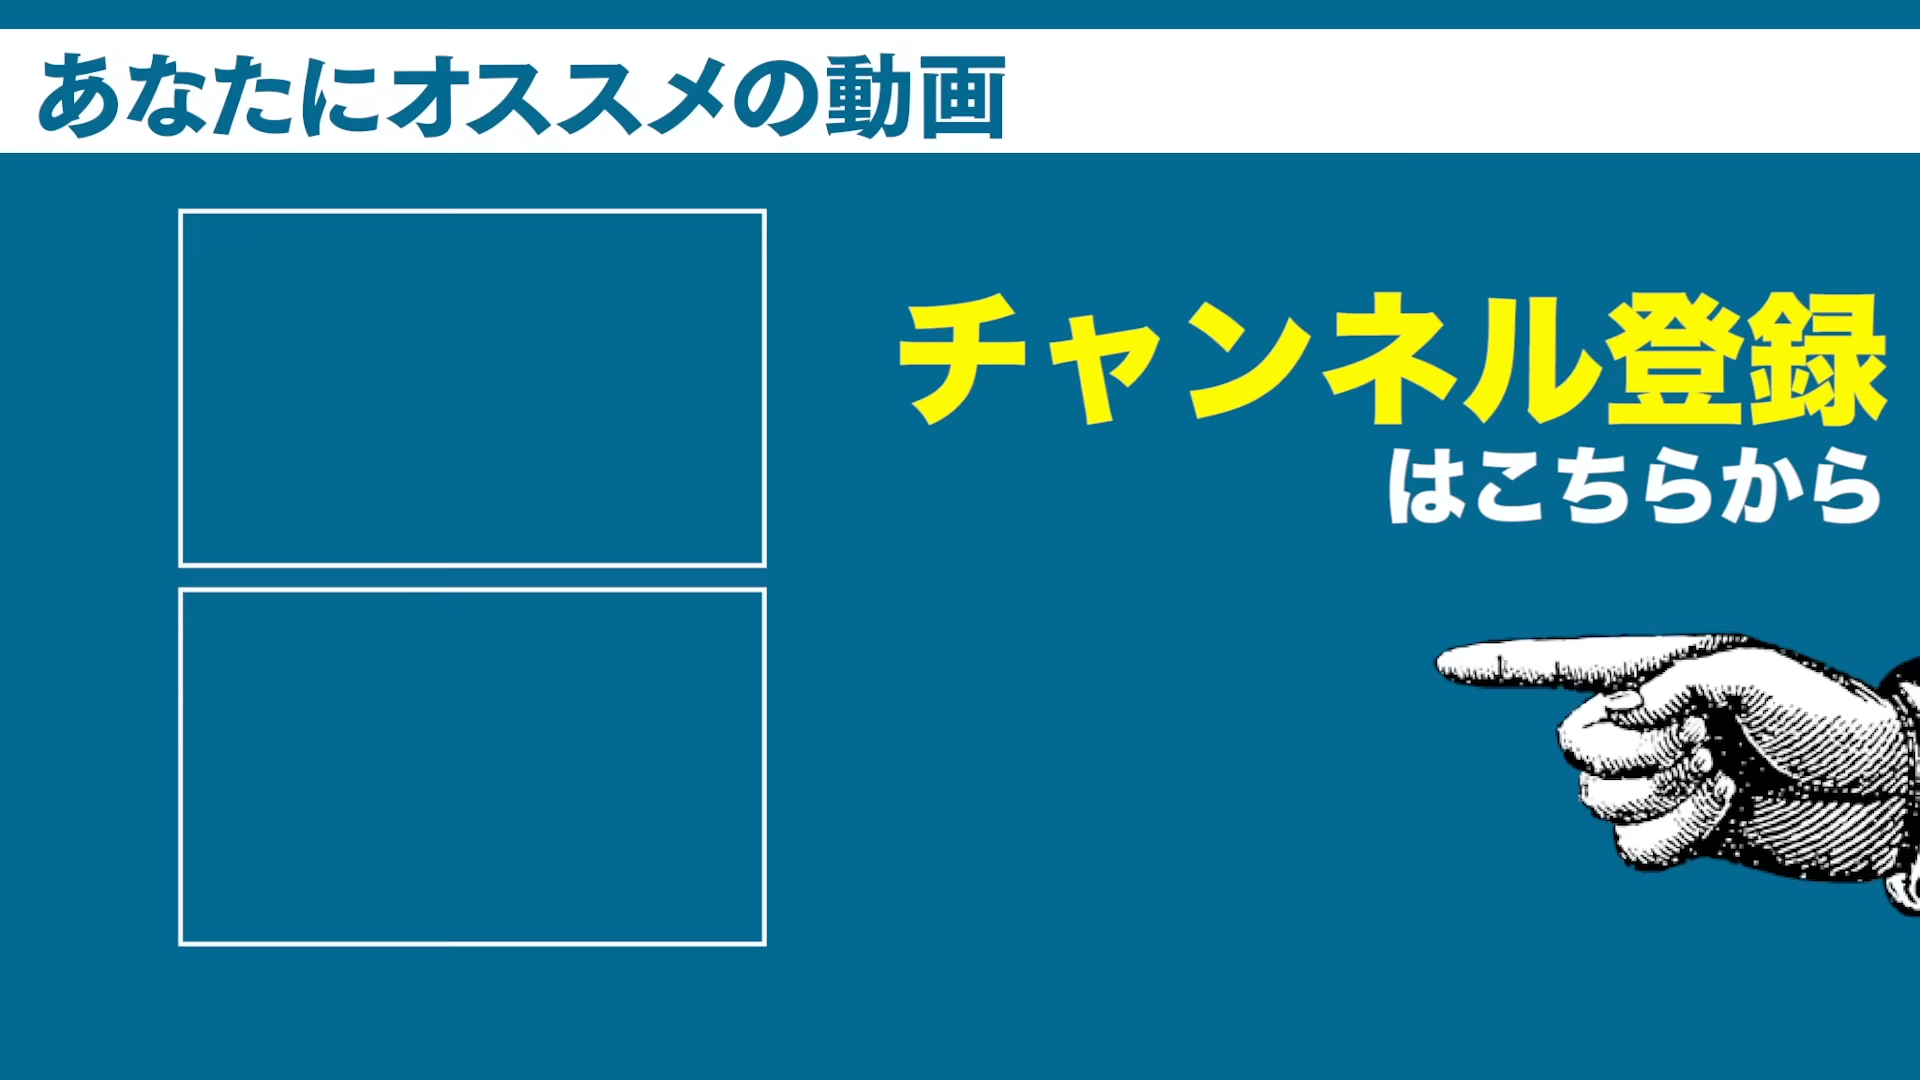 あなたにオススメの動画
チャンネル登録
はこちらから